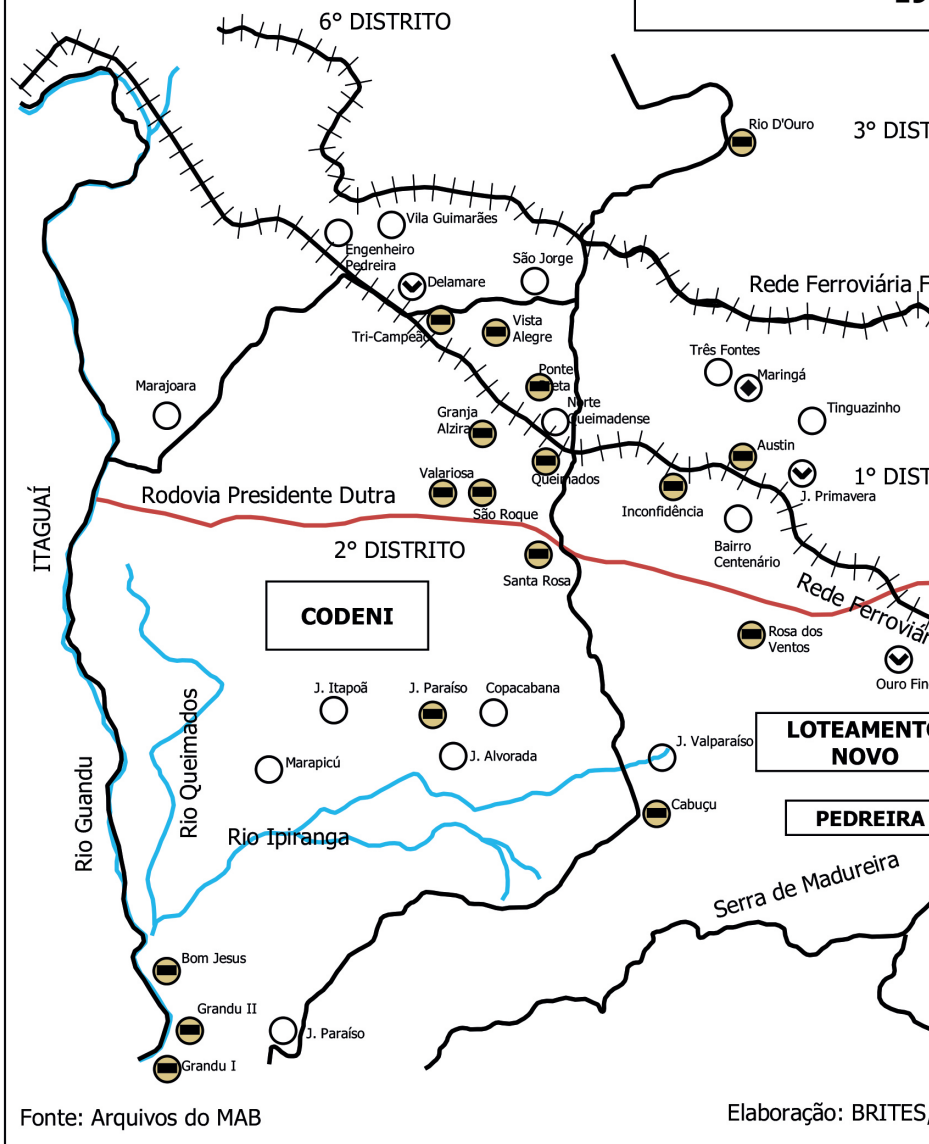 6° DISTRITO
Rio D'Ouro
3° DIST
Vila Guimarães
Engenheiro
Pedreira
São Jorge
Delamare
Rede Ferroviária F
Tri-Campeão
Vista
Alegre
Três Fontes
Maringá
Ponte
Preta
Marajoara
Norte
Queimadense
Tinguazinho
Granja
Alzira
Austin
Valariosa
Queimados
1° DIST
J. Primavera
Rodovia Presidente Dutra
São Roque
Inconfidência
ITAGUAÍ
2° DISTRITO
Bairro
Centenário
Santa Rosa
Rede Ferroviár
CODENI
Rosa dos
Ventos
Ouro Fin
J. Itapoã
J. Paraíso
Copacabana
Rio Queimados
LOTEAMENTO
NOVO
J. Valparaíso
Marapicú
J. Alvorada
Rio Guandu
Cabuçu
PEDREIRA
Rio Ipiranga
Serra de Madureira
Bom Jesus
Grandu II
J. Paraíso
Grandu I
Fonte: Arquivos do MAB
Elaboração: BRITES,